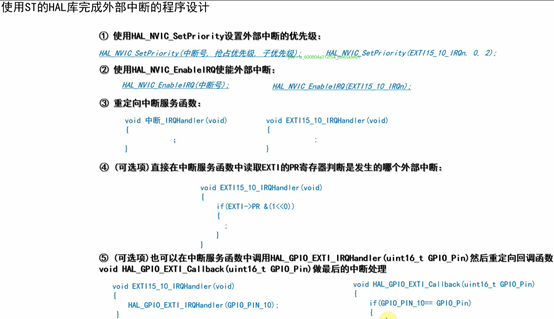 使用ST的HAL库完成外部中断的程序设计
① 使用HAL_NVIC_SetPriority设置外部中断的优先级：
HAL_NVIC_SetPriority(中断号, 抢占优先级, 子优先级); HAL_NVIC_SetPriority(EXTI15_10_IRQn, 0, 2);
② 使用HAL_NVIC_EnableIRQ使能外部中断：
HAL_NVIC_EnableIRQ(中断号); HAL_NVIC_EnableIRQ(EXTI15_10_IRQn);
③ 重定向中断服务函数：
void 中断_IRQHandler(void) void EXTI15_10_IRQHandler(void)
{ {
; ;
} }
④ (可选项)直接在中断服务函数中读取EXTI的PR寄存器判断是发生的哪个外部中断：
void EXTI15_10_IRQHandler(void)
{
if(EXTI->PR &(1<<0))
{
;
}
}
⑤ (可选项)也可以在中断服务函数中调用HAL_GPIO_EXTI_IRQHandler(uint16_t GPIO_Pin)然后重定向回调函数
void HAL_GPIO_EXTI_Callback(uint16_t GPIO_Pin)做最后的中断处理
void EXTI15_10_IRQHandler(void) void HAL_GPIO_EXTI_Callback(uint16_t GPIO_Pin)
{ {
HAL_GPIO_EXTI_IRQHandler(GPIO_PIN_10); if(GPIO_PIN_10== GPIO_Pin)
} {